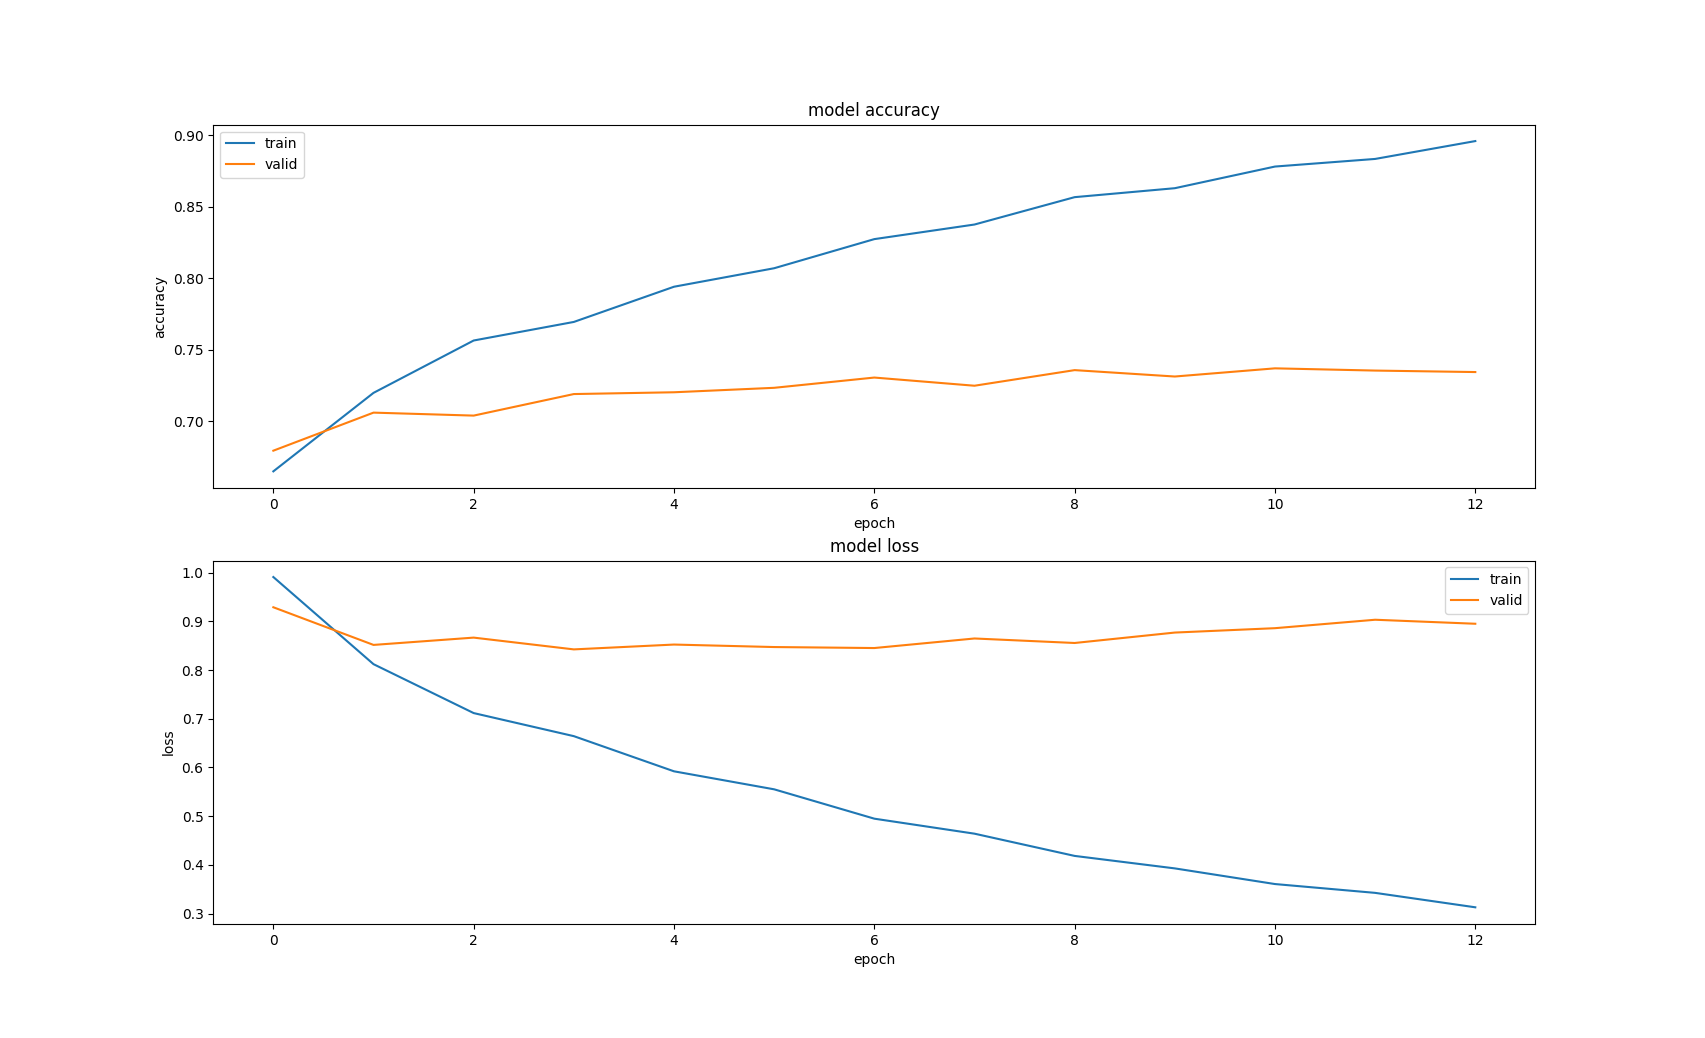 model accuracy
0.90
0.85
0.80
0.75
0.70
accuracy
train
valid
0 2 4 6 8 10 12
epoch
model loss
1.0
0.9
0.8
0.7
0.6
0.5
0.4
0.3
loss
train
valid
0 2 4 6 8 10 12
epoch